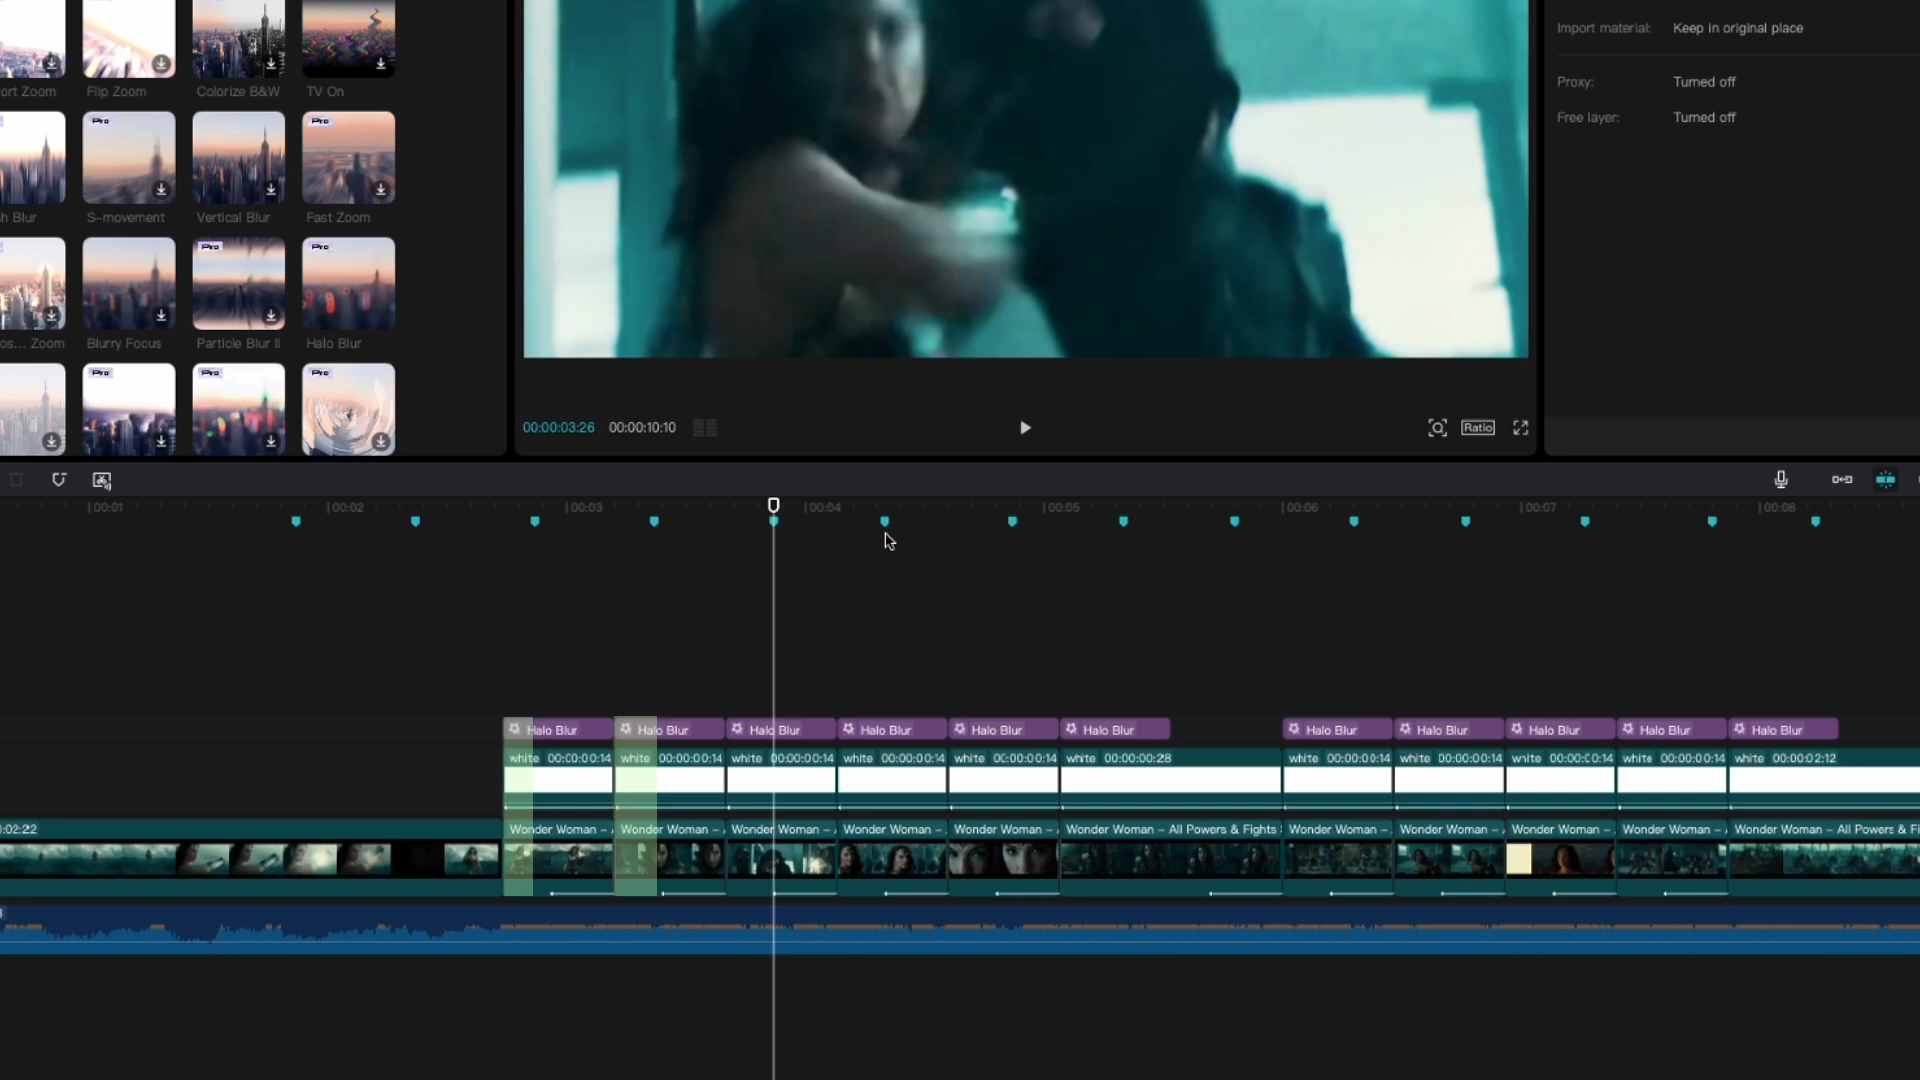 Import material: Keep in original place
ort Zoom Flip Zoom Colorize B&W TV On
Proxy: Turned off
Free layer: Turned off
Pro Pro
h Blur S-movement Vertical Blur Fast Zoom
Pro Pro
os... Zoom Blurry Focus Particle Blur II Halo Blur
Pro Pro Pro
00:00:03:26 00:00:10:10
Ratio
00:01 00:02 00:03 00:04 00:05 00:06 00:07 00:08
Halo Blur Halo Blur Halo Blur Halo Blur Halo Blur Halo Blur Halo Blur Halo Blur Halo Blur Halo Blur Halo Blur
white 00:00:00:14 white 00:00:00:14 white 00:00:00:14 white 00:00:00:14 white 00:00:00:14 white 00:00:00:28 white 00:00:00:14 white 00:00:00:14 white 00:00:00:14 white 00:00:00:14 white 00:00:02:12
:02:22 Wonder Woman - Wonder Woman - Wonder Woman - Wonder Woman - Wonder Woman - Wonder Woman - All Powers & Fights Wonder Woman - Wonder Woman - Wonder Woman - Wonder Woman - Wonder Woman - All Powers & Fi